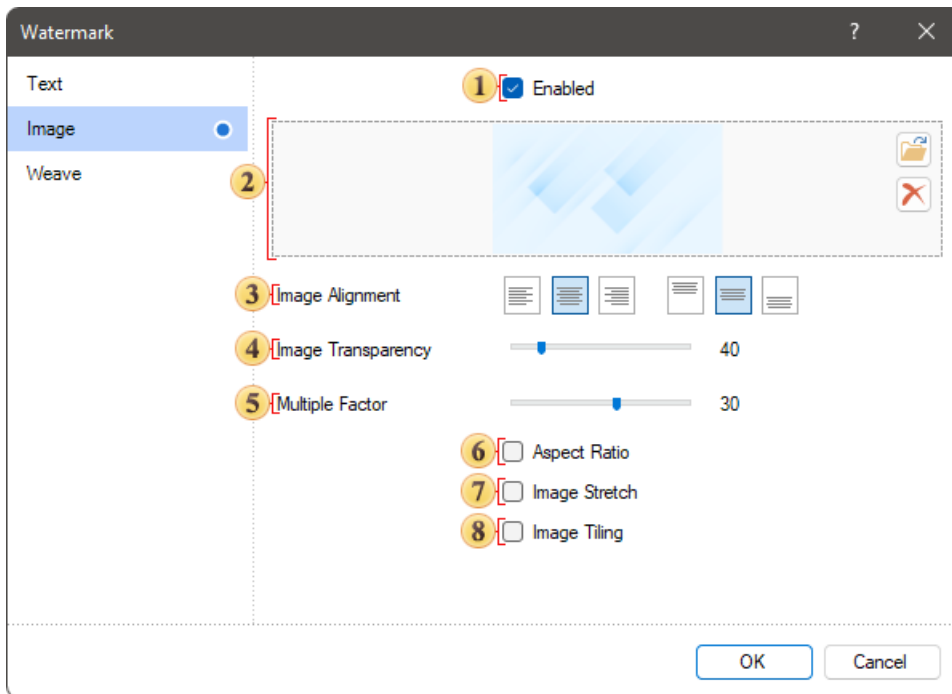 Watermark ?
Text
1 Enabled
Image
Weave
2
3 Image Alignment
4 Image Transparency 40
5 Multiple Factor 30
6 Aspect Ratio
7 Image Stretch
8 Image Tiling
OK Cancel